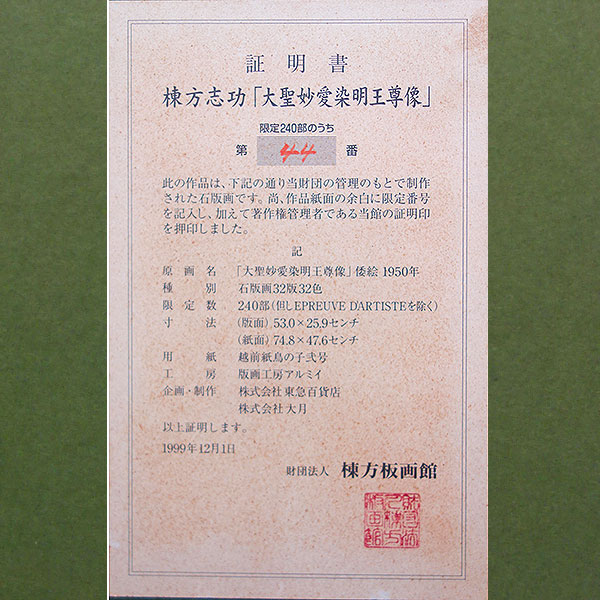 証明書
棟方志功「大聖妙愛染明王尊像」
限定240部のうち
第 44 番
此の作品は、下記の通り当財団の管理のもとで制作
された石版画です。尚、作品紙面の余白に限定番号
を記入し、加えて著作権管理者である当館の証明印
を押印しました。
記
原画名 「大聖妙愛染明王尊像」倭絵 1950年
種別 石版画32版32色
限定数 240部(但しEPREUVE D'ARTISTEを除く)
寸法 (版面) 53.0×25.9センチ
(紙面) 74.8×47.6センチ
用紙 越前紙鳥の子弐号
工房 版画工房アルミイ
企画・制作 株式会社東急百貨店
株式会社大月
以上証明します。
1999年12月1日
財団法人 棟方板画館